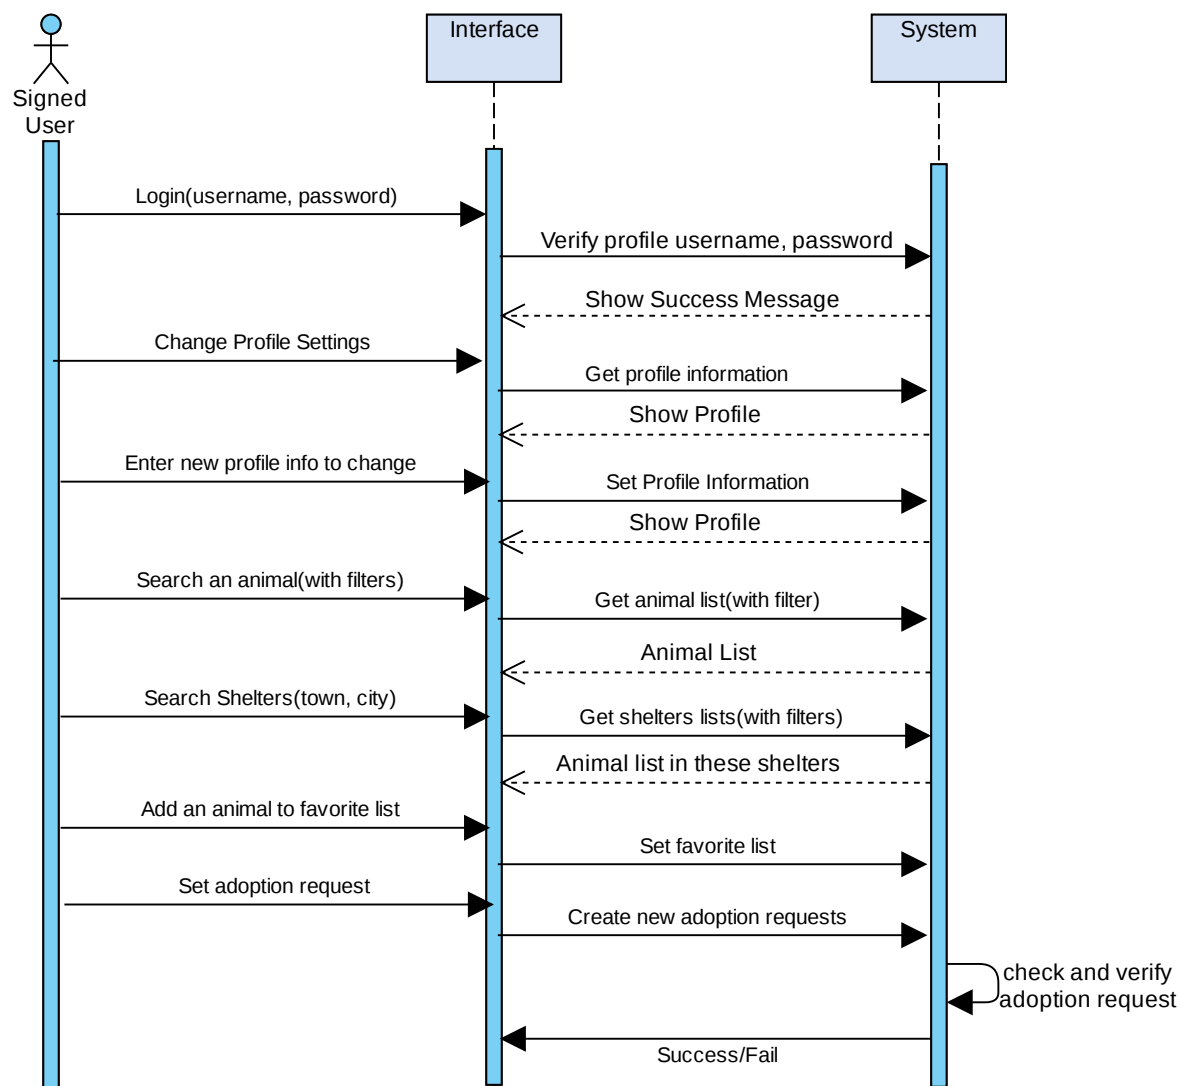 Interface
System
Signed
User
Login(username, password)
Verify profile username, password
Show Success Message
Change Profile Settings
Get profile information
Show Profile
Enter new profile info to change
Set Profile Information
Show Profile
Search an animal(with filters)
Get animal list(with filter)
Animal List
Search Shelters(town, city)
Get shelters lists(with filters)
Animal list in these shelters
Add an animal to favorite list
Set favorite list
Set adoption request
Create new adoption requests
check and verify
adoption request
Success/Fail